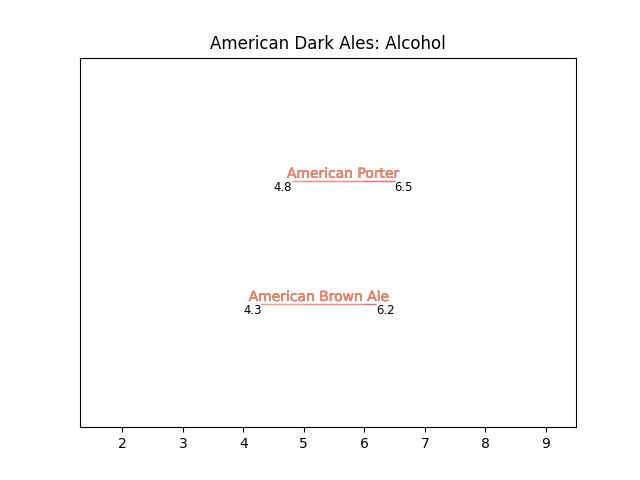 American Dark Ales: Alcohol
American Porter
4.8 6.5
American Brown Ale
4.3 6.2
2 3 4 5 6 7 8 9